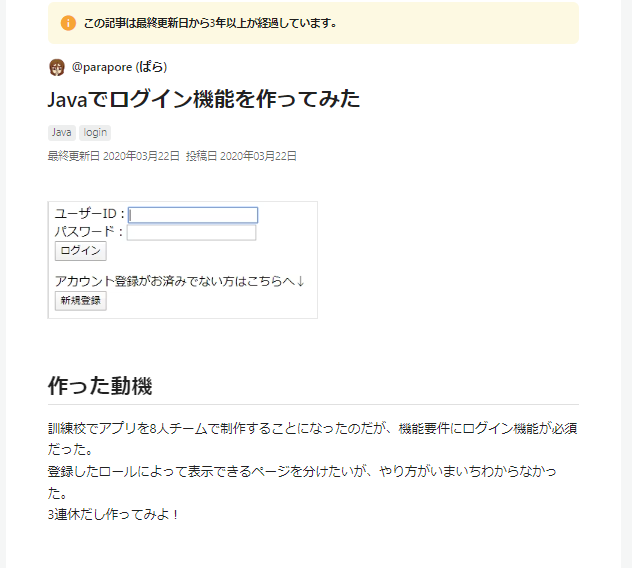 この記事は最終更新日から3年以上が経過しています。
@parapore (ぱら)
Javaでログイン機能を作ってみた
Java login
最終更新日 2020年03月22日 投稿日 2020年03月22日
ユーザーID：
パスワード：
ログイン
アカウント登録がお済みでない方はこちらへ↓
新規登録
作った動機
訓練校でアプリを8人チームで制作することになったのだが、機能要件にログイン機能が必須
だった。
登録したロールによって表示できるページを分けたいが、やり方がいまいちわからなかっ
た。
3連休だし作ってみよ！